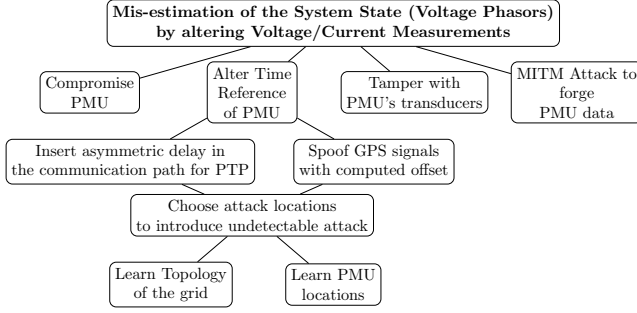 Mis-estimation of the System State (Voltage Phasors)
by altering Voltage/Current Measurements
Compromise
PMU
Alter Time
Reference
of PMU
Tamper with
PMU's transducers
MITM Attack to
forge
PMU data
Insert asymmetric delay in
the communication path for PTP
Spoof GPS signals
with computed offset
Choose attack locations
to introduce undetectable attack
Learn Topology
of the grid
Learn PMU
locations